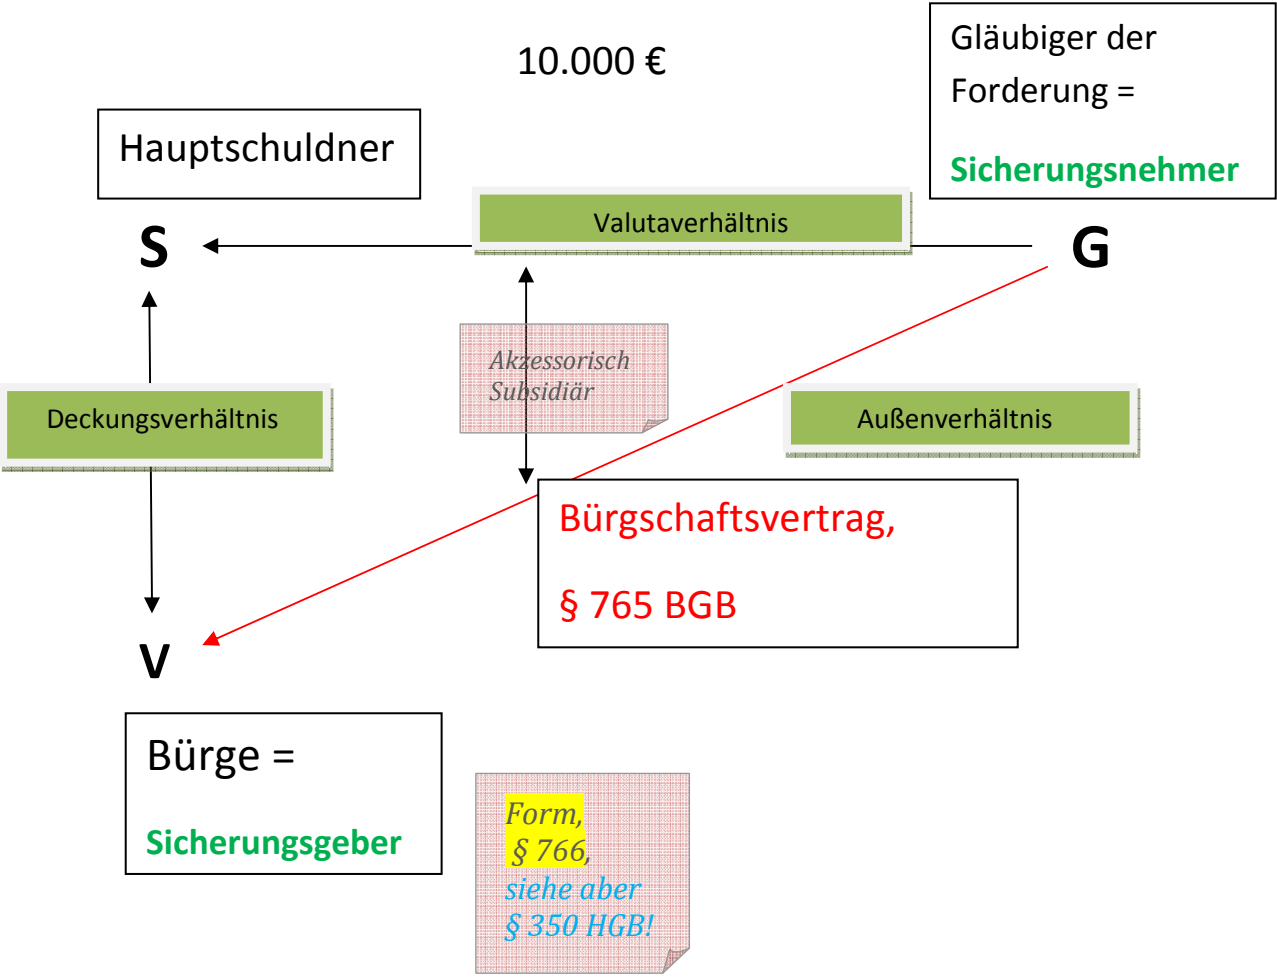 10.000 €
Gläubiger der
Forderung =
Sicherungsnehmer
Hauptschuldner
Valutaverhältnis
S
G
Akzessorisch
Subsidiär
Deckungsverhältnis
Außenverhältnis
Bürgschaftsvertrag,
§ 765 BGB
V
Bürge =
Sicherungsgeber
Form,
§ 766,
siehe aber
§ 350 HGB!